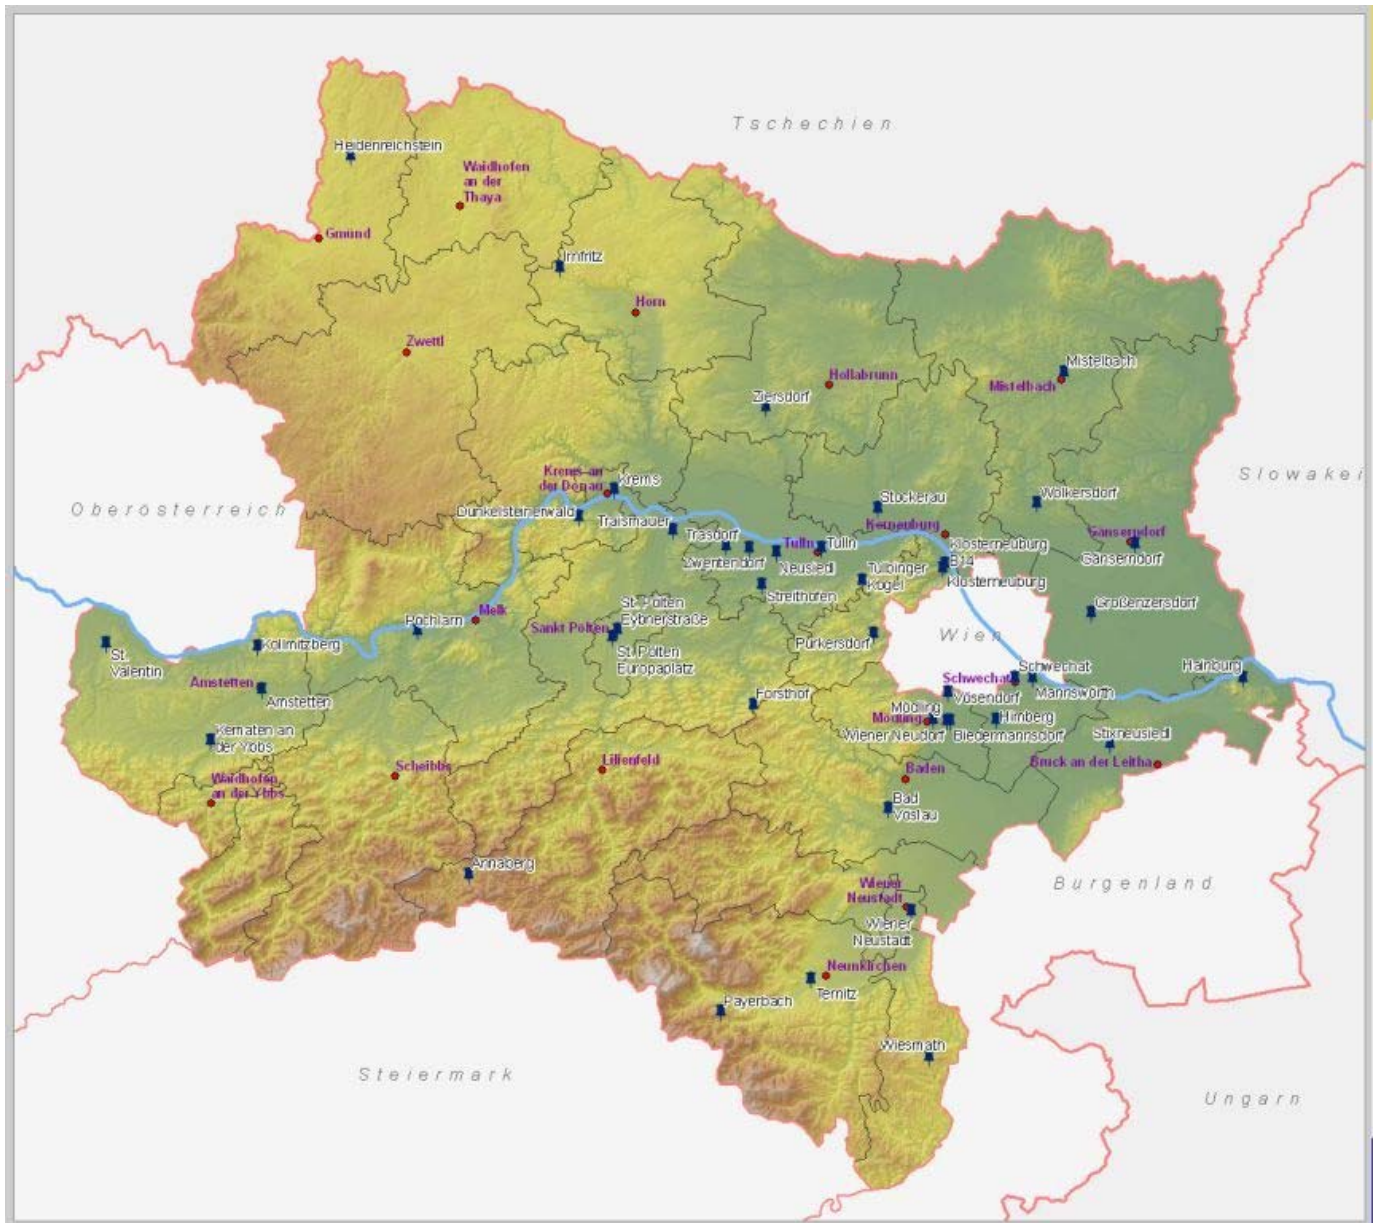 Tschechien
Heidenreichstein
Waidhofen
an der
Thaya
Gmünd
Irnfritz
Horn
Zwettl
Mistelbach
Hollabrunn
Mistelbach
Ziersdorf
Krems an
der Donau
Krems
Slowakei
Oberösterreich
Dunkelsteinerwald
Traismauer
Stockerau
Wolkersdorf
Korneuburg
Trasdorf
Tulln
Tulln
Klosterneuburg
Gänserndorf
Zwentendorf
Neusiedl
Tulbinger
Kogel
B14
Klosterneuburg
Gänserndorf
Streithofen
St. Pölten
Eybnerstraße
Großenzersdorf
Melk
Pöchlarn
Sankt Pölten
Wien
Kollmitzberg
St.
Valentin
St. Pölten
Europaplatz
Purkersdorf
Schwechat
Hainburg
Amstetten
Schwechat
Amstetten
Forsthof
Vösendorf
Mannswörth
Mödling
Mödling
Himberg
Kematen an
der Ybbs
Wiener Neudorf
Biedermannsdorf
Stixneusiedl
Scheibbs
Lilienfeld
Baden
Bruck an der Leitha
Waidhofen
an der Ybbs
Bad
Vöslau
Annaberg
Burgenland
Wiener
Neustadt
Wiener
Neustadt
Neunkirchen
Ternitz
Payerbach
Wiesmath
Steiermark
Ungarn